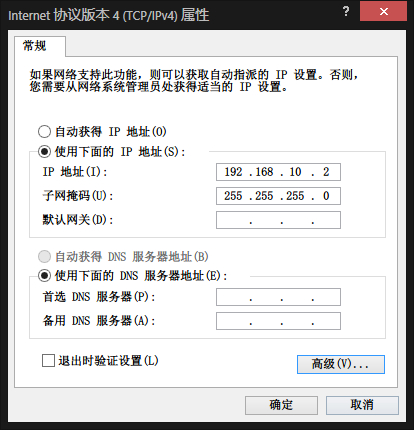 Internet 协议版本 4 (TCP/IPv4) 属性
?
常规
如果网络支持此功能，则可以获取自动指派的 IP 设置。否则，
您需要从网络系统管理员处获得适当的 IP 设置。
自动获得 IP 地址(O)
使用下面的 IP 地址(S):
IP 地址(I): 192 .168 . 10 . 2
子网掩码(U): 255 .255 .255 . 0
默认网关(D): . . .
自动获得 DNS 服务器地址(B)
使用下面的 DNS 服务器地址(E):
首选 DNS 服务器(P): . . .
备用 DNS 服务器(A): . . .
退出时验证设置(L)
高级(V)...
确定 取消